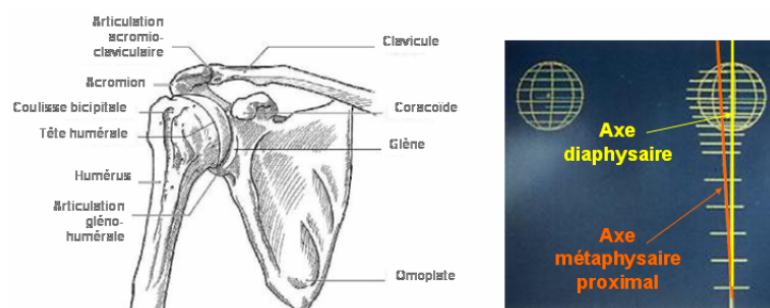 Articulation
acromio-
claviculaire
Acromion
Coulisse bicipitale
Tête humérale
Humérus
Articulation
gléno-
humérale
Clavicule
Coracoïde
Glène
Omoplate
Axe
diaphysaire
Axe
métaphysaire
proximal